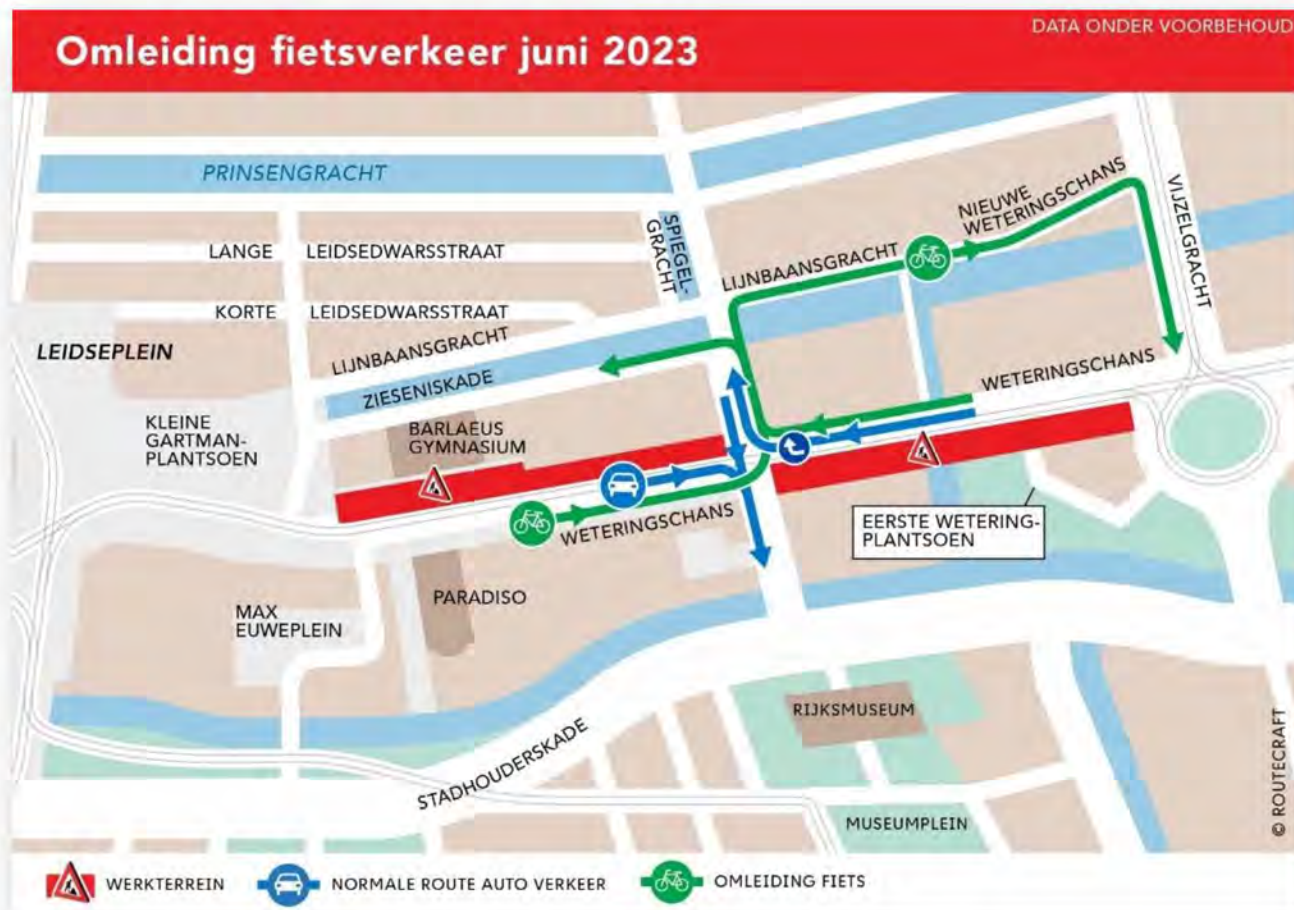 DATA ONDER VOORBEHOUD
Omleiding fietsverkeer juni 2023
PRINSENGRACHT
SPIEGEL-
GRACHT
NIEUWE
WETERINGSCHANS
VIJZELGRACHT
LANGE LEIDSEDWARSSTRAAT
LIJNBAANSGRACHT
KORTE LEIDSEDWARSSTRAAT
LEIDSEPLEIN
LIJNBAANSGRACHT
ZIESENISKADE
WETERINGSCHANS
KLEINE
GARTMAN-
PLANTSOEN
BARLAEUS
GYMNASIUM
WETERINGSCHANS
EERSTE WETERING-
PLANTSOEN
PARADISO
MAX
EUWEPLEIN
RIJKSMUSEUM
STADHOUDERSKADE
MUSEUMPLEIN
© ROUTECRAFT
WERKTERREIN
NORMALE ROUTE AUTO VERKEER
OMLEIDING FIETS